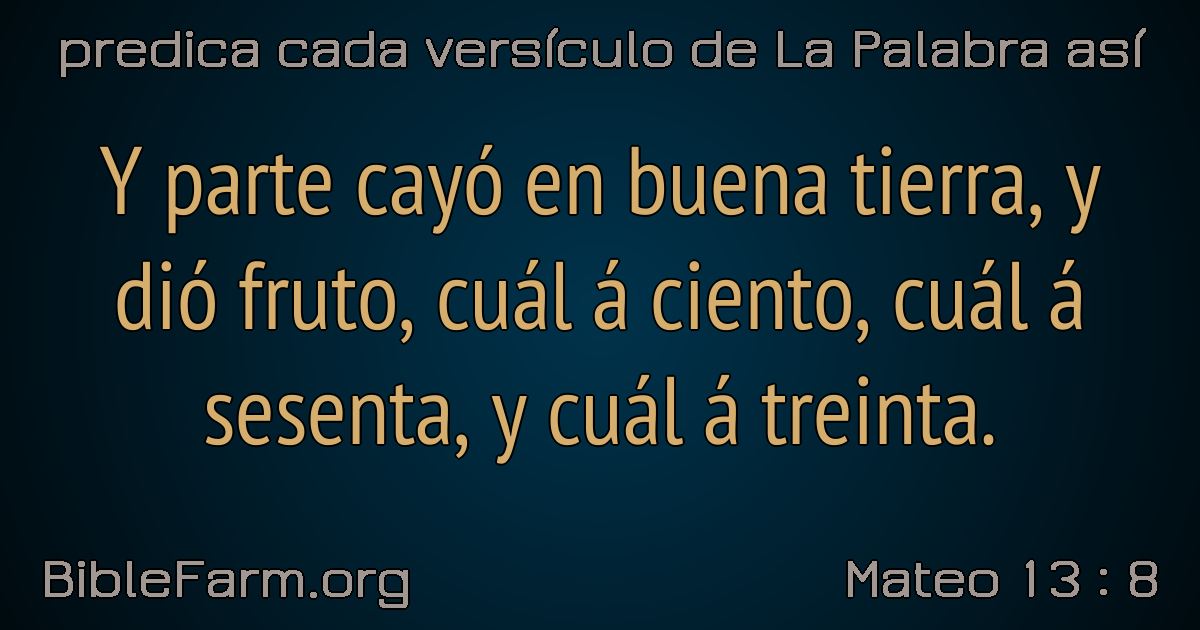 predica cada versículo de La Palabra así
Y parte cayó en buena tierra, y
dió fruto, cuál á ciento, cuál á
sesenta, y cuál á treinta.
BibleFarm.org
Mateo 13 : 8